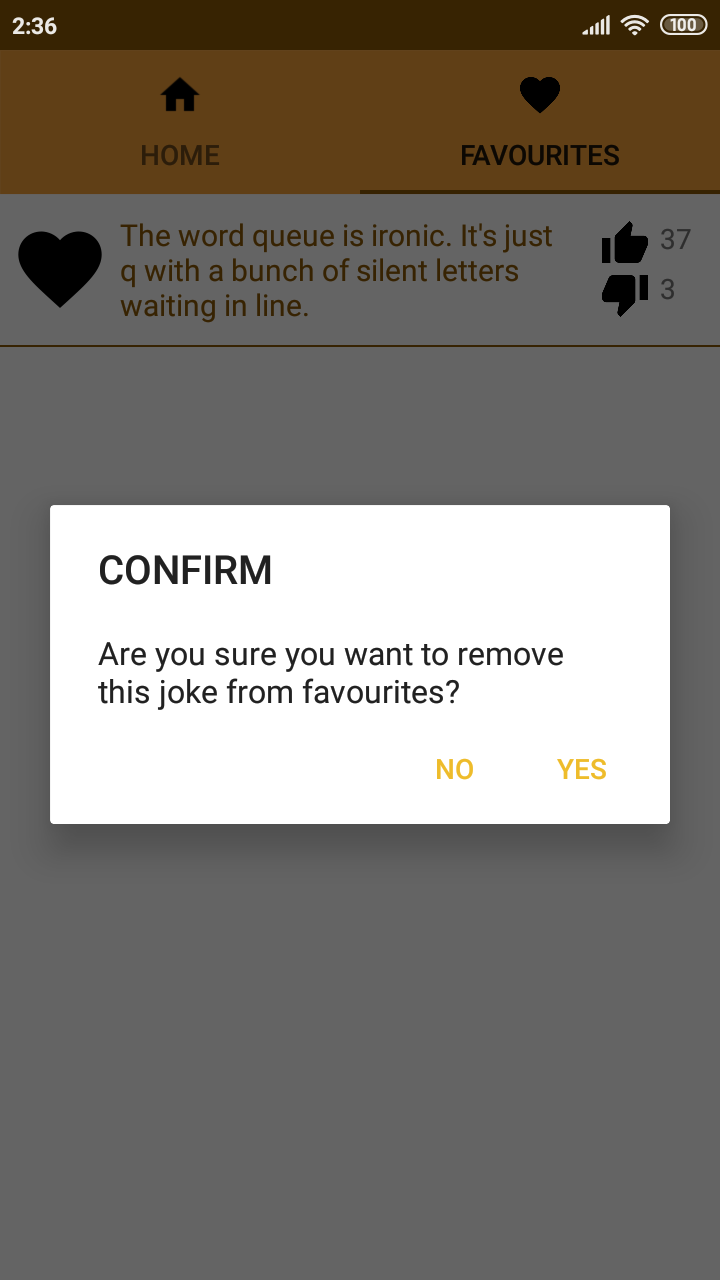 2:36
100
HOME
FAVOURITES
The word queue is ironic. It's just
q with a bunch of silent letters
waiting in line.
37
3
CONFIRM
Are you sure you want to remove
this joke from favourites?
NO
YES